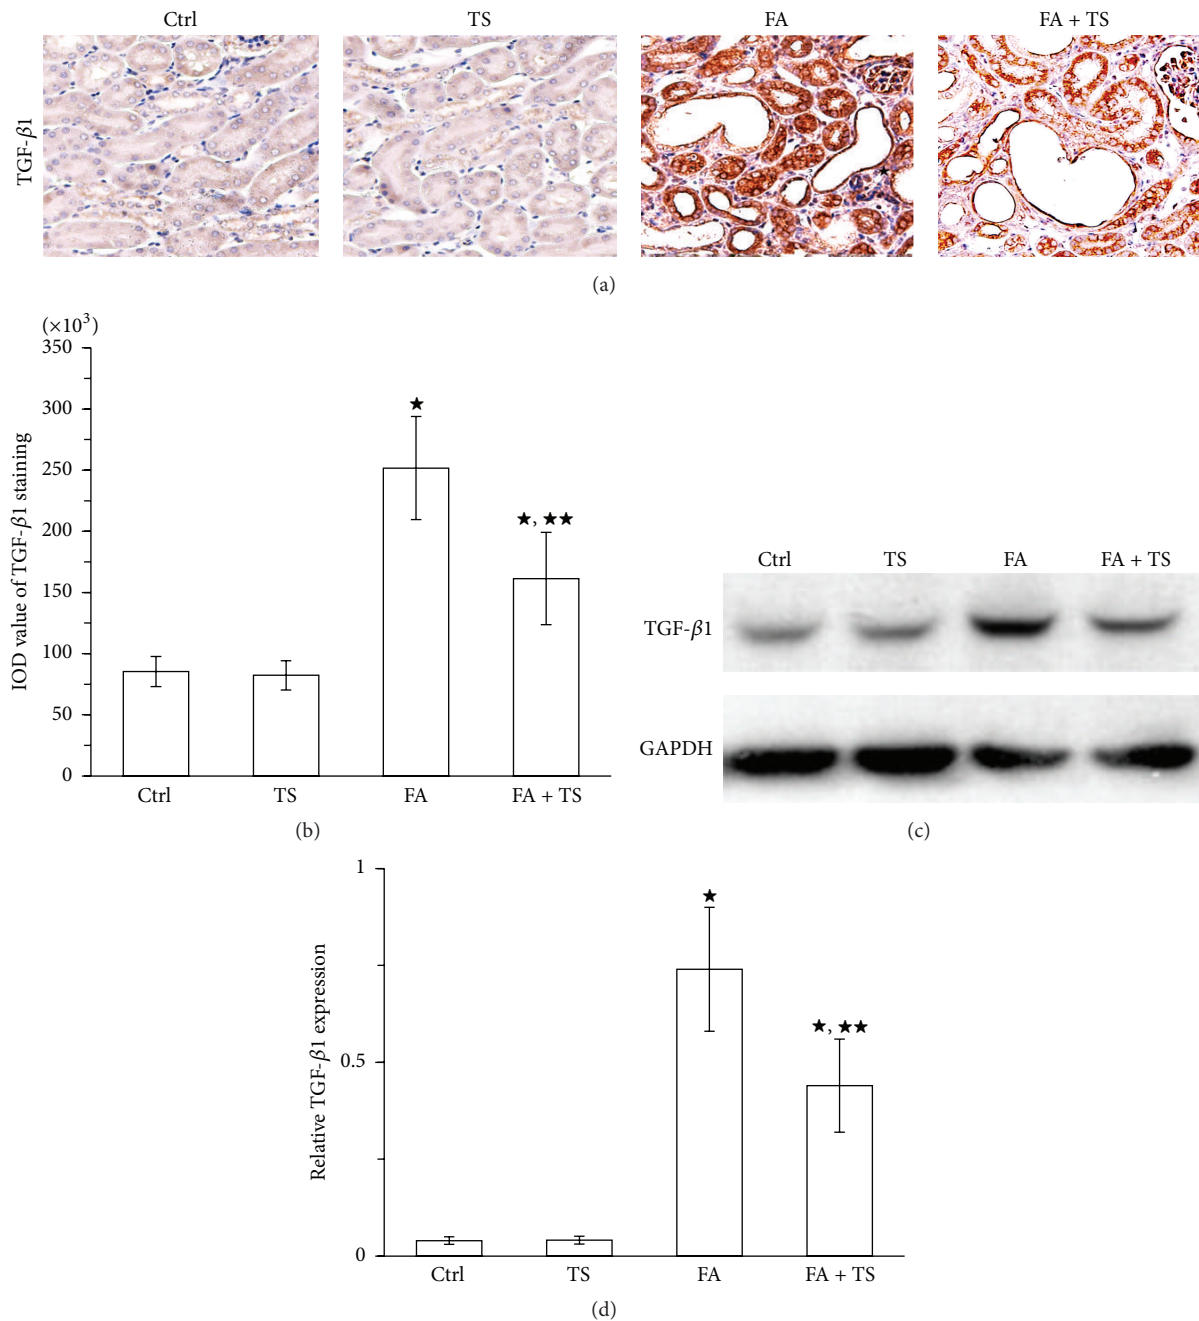 Ctrl TS FA FA + TS
TGF-β1
(a)
(×10³)
350
300
250
200
150
100
50
0
IOD value of TGF-β1 staining
★
★, ★★
Ctrl TS FA FA + TS
(b)
Ctrl TS FA FA + TS
TGF-β1
GAPDH
(c)
1
0.5
0
Relative TGF-β1 expression
★
★, ★★
Ctrl TS FA FA + TS
(d)